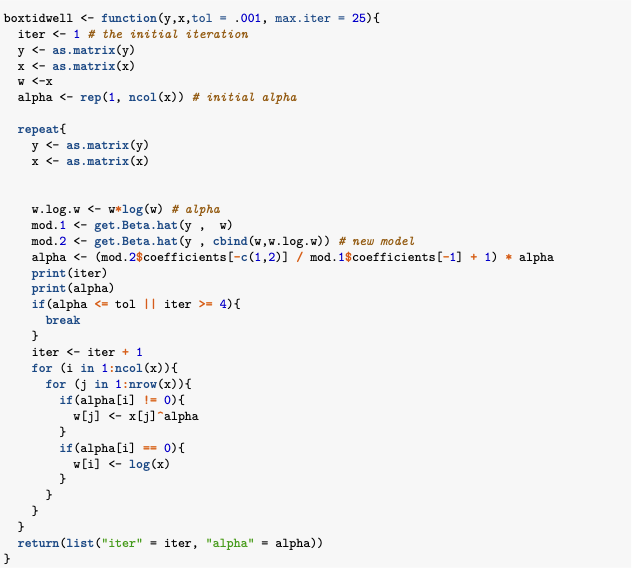 boxtidwell <- function(y,x,tol = .001, max.iter = 25){
  iter <- 1 # the initial iteration
  y <- as.matrix(y)
  x <- as.matrix(x)
  w <-x
  alpha <- rep(1, ncol(x)) # initial alpha

  repeat{
    y <- as.matrix(y)
    x <- as.matrix(x)


    w.log.w <- w*log(w) # alpha
    mod.1 <- get.Beta.hat(y ,  w)
    mod.2 <- get.Beta.hat(y , cbind(w,w.log.w)) # new model
    alpha <- (mod.2$coefficients[-c(1,2)] / mod.1$coefficients[-1] + 1) * alpha
    print(iter)
    print(alpha)
    if(alpha <= tol || iter >= 4){
      break
    }
    iter <- iter + 1
    for (i in 1:ncol(x)){
      for (j in 1:nrow(x)){
        if(alpha[i] != 0){
          w[j] <- x[j]^alpha
        }
        if(alpha[i] == 0){
          w[i] <- log(x)
        }
      }
    }
  }
  return(list("iter" = iter, "alpha" = alpha))
}